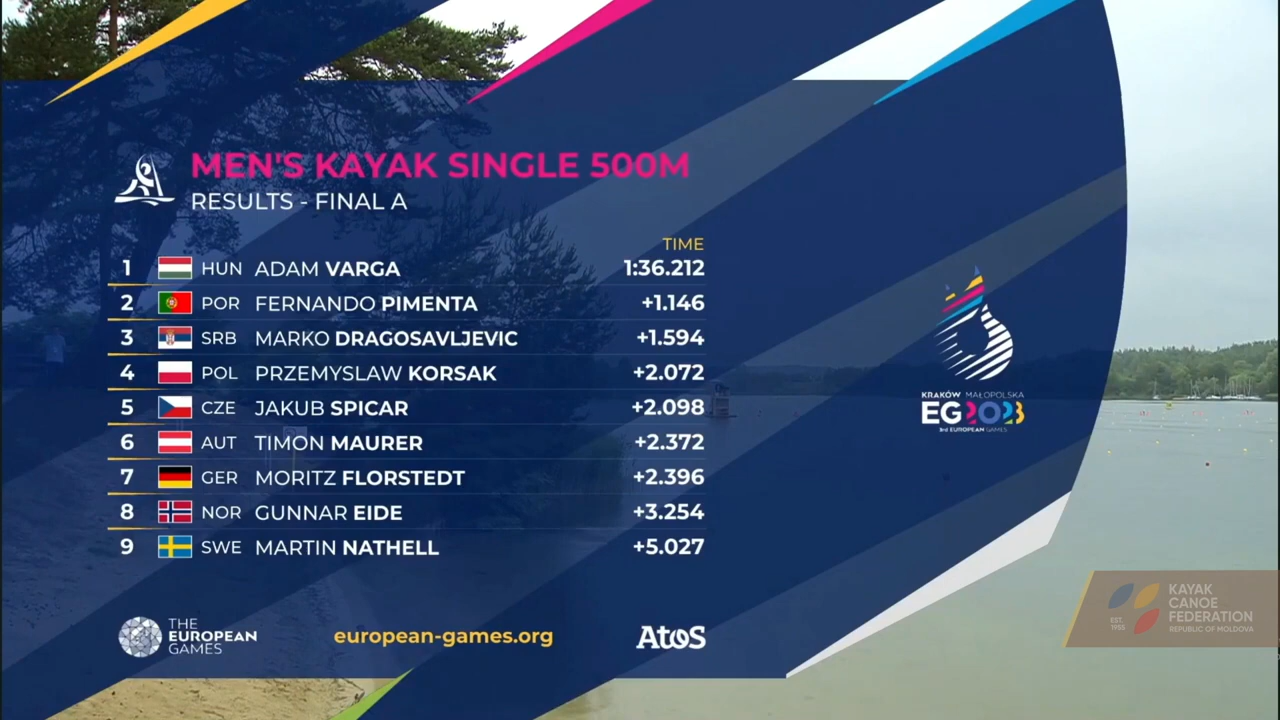 MEN'S KAYAK SINGLE 500M
RESULTS - FINAL A
TIME
1 HUN ADAM VARGA 1:36.212
2 POR FERNANDO PIMENTA +1.146
3 SRB MARKO DRAGOSAVLJEVIC +1.594
4 POL PRZEMYSLAW KORSAK +2.072
5 CZE JAKUB SPICAR +2.098
6 AUT TIMON MAURER +2.372
7 GER MORITZ FLORSTEDT +2.396
8 NOR GUNNAR EIDE +3.254
9 SWE MARTIN NATHELL +5.027
KRAKÓW MAŁOPOLSKA
EG2023
3rd EUROPEAN GAMES
THE
EUROPEAN
GAMES
european-games.org
Atos
EST.
1955
KAYAK
CANOE
FEDERATION
REPUBLIC OF MOLDOVA